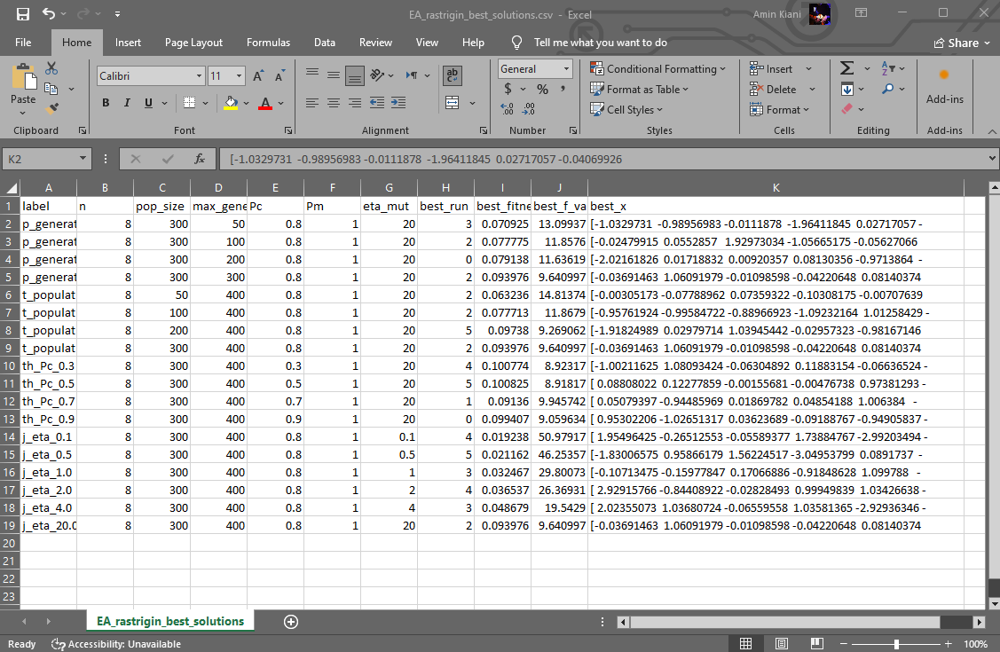 EA_rastrigin_best_solutions.csv - Excel Amin Kiani
File Home Insert Page Layout Formulas Data Review View Help Tell me what you want to do Share
Paste Calibri 11 A A ab c General Conditional Formatting Insert Σ A Z
$ % , Format as Table Delete Add-ins
B I U A .00 .0 Cell Styles Format
Clipboard Font Alignment Number Styles Cells Editing Add-ins
K2 fx [-1.0329731 -0.98956983 -0.0111878 -1.96411845 0.02717057 -0.04069926
A B C D E F G H I J K
1 label n pop_size max_gene Pc Pm eta_mut best_run best_fitne best_f_va best_x
2 p_generat 8 300 50 0.8 1 20 3 0.070925 13.09937 [-1.0329731 -0.98956983 -0.0111878 -1.96411845 0.02717057 -
3 p_generat 8 300 100 0.8 1 20 2 0.077775 11.8576 [-0.02479915 0.0552857 1.92973034 -1.05665175 -0.05627066
4 p_generat 8 300 200 0.8 1 20 0 0.079138 11.63619 [-2.02161826 0.01718832 0.00920357 0.08130356 -0.9713864 -
5 p_generat 8 300 300 0.8 1 20 2 0.093976 9.640997 [-0.03691463 1.06091979 -0.01098598 -0.04220648 0.08140374
6 t_populat 8 50 400 0.8 1 20 2 0.063236 14.81374 [-0.00305173 -0.07788962 0.07359322 -0.10308175 -0.00707639
7 t_populat 8 100 400 0.8 1 20 2 0.077713 11.8679 [-0.95761924 -0.99584722 -0.88966923 -1.09232164 1.01258429 -
8 t_populat 8 200 400 0.8 1 20 5 0.09738 9.269062 [-1.91824989 0.02979714 1.03945442 -0.02957323 -0.98167146
9 t_populat 8 300 400 0.8 1 20 2 0.093976 9.640997 [-0.03691463 1.06091979 -0.01098598 -0.04220648 0.08140374
10 th_Pc_0.3 8 300 400 0.3 1 20 4 0.100774 8.92317 [-1.00211625 1.08093424 -0.06304892 0.11883154 -0.06636524 -
11 th_Pc_0.5 8 300 400 0.5 1 20 5 0.100825 8.91817 [ 0.08808022 0.12277859 -0.00155681 -0.00476738 0.97381293 -
12 th_Pc_0.7 8 300 400 0.7 1 20 1 0.09136 9.945742 [ 0.05079397 -0.94485969 0.01869782 0.04854188 1.006384 -
13 th_Pc_0.9 8 300 400 0.9 1 20 0 0.099407 9.059634 [ 0.95302206 -1.02651317 0.03623689 -0.09188767 -0.94905837 -
14 j_eta_0.1 8 300 400 0.8 1 0.1 4 0.019238 50.97917 [ 1.95496425 -0.26512553 -0.05589377 1.73884767 -2.99203494 -
15 j_eta_0.5 8 300 400 0.8 1 0.5 5 0.021162 46.25357 [-1.83006575 0.95866179 1.56224517 -3.04953799 0.0891737 -
16 j_eta_1.0 8 300 400 0.8 1 1 3 0.032467 29.80073 [-0.10713475 -0.15977847 0.17066886 -0.91848628 1.099788 -
17 j_eta_2.0 8 300 400 0.8 1 2 4 0.036537 26.36931 [ 2.92915766 -0.84408922 -0.02828493 0.99949839 1.03426638 -
18 j_eta_4.0 8 300 400 0.8 1 4 3 0.048679 19.5429 [ 2.02355073 1.03680724 -0.06559558 1.03581365 -2.92936346 -
19 j_eta_20.0 8 300 400 0.8 1 20 2 0.093976 9.640997 [-0.03691463 1.06091979 -0.01098598 -0.04220648 0.08140374
20
21
22
23
EA_rastrigin_best_solutions
Ready Accessibility: Unavailable 100%